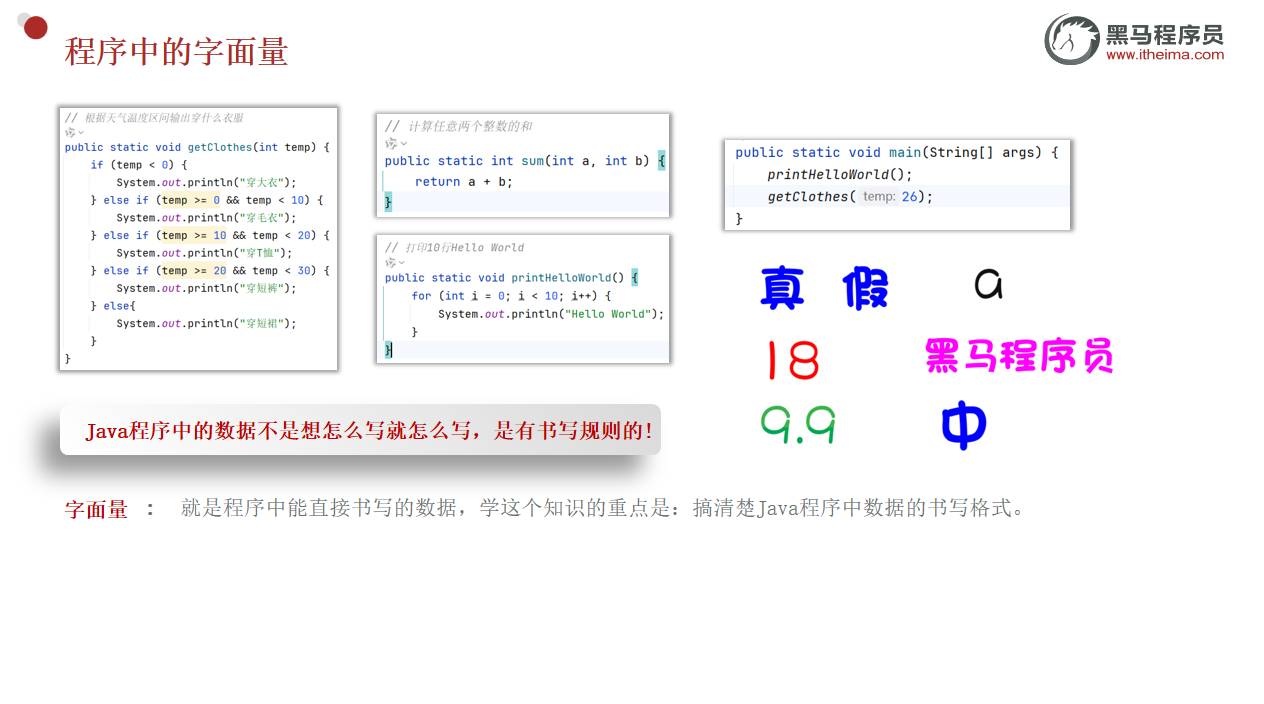 程序中的字面量
黑马程序员
www.itheima.com
// 根据天气温度区间输出穿什么衣服
public static void getClothes(int temp) {
if (temp < 0) {
System.out.println("穿大衣");
} else if (temp >= 0 && temp < 10) {
System.out.println("穿毛衣");
} else if (temp >= 10 && temp < 20) {
System.out.println("穿T恤");
} else if (temp >= 20 && temp < 30) {
System.out.println("穿短裤");
} else{
System.out.println("穿短裙");
}
}
// 计算任意两个整数的和
public static int sum(int a, int b) {
return a + b;
}
// 打印10行Hello World
public static void printHelloWorld() {
for (int i = 0; i < 10; i++) {
System.out.println("Hello World");
}
}
public static void main(String[] args) {
printHelloWorld();
getClothes( temp: 26);
}
真 假 a
18 黑马程序员
9.9 中
Java程序中的数据不是想怎么写就怎么写，是有书写规则的！
字面量 ： 就是程序中能直接书写的数据，学这个知识的重点是：搞清楚Java程序中数据的书写格式。